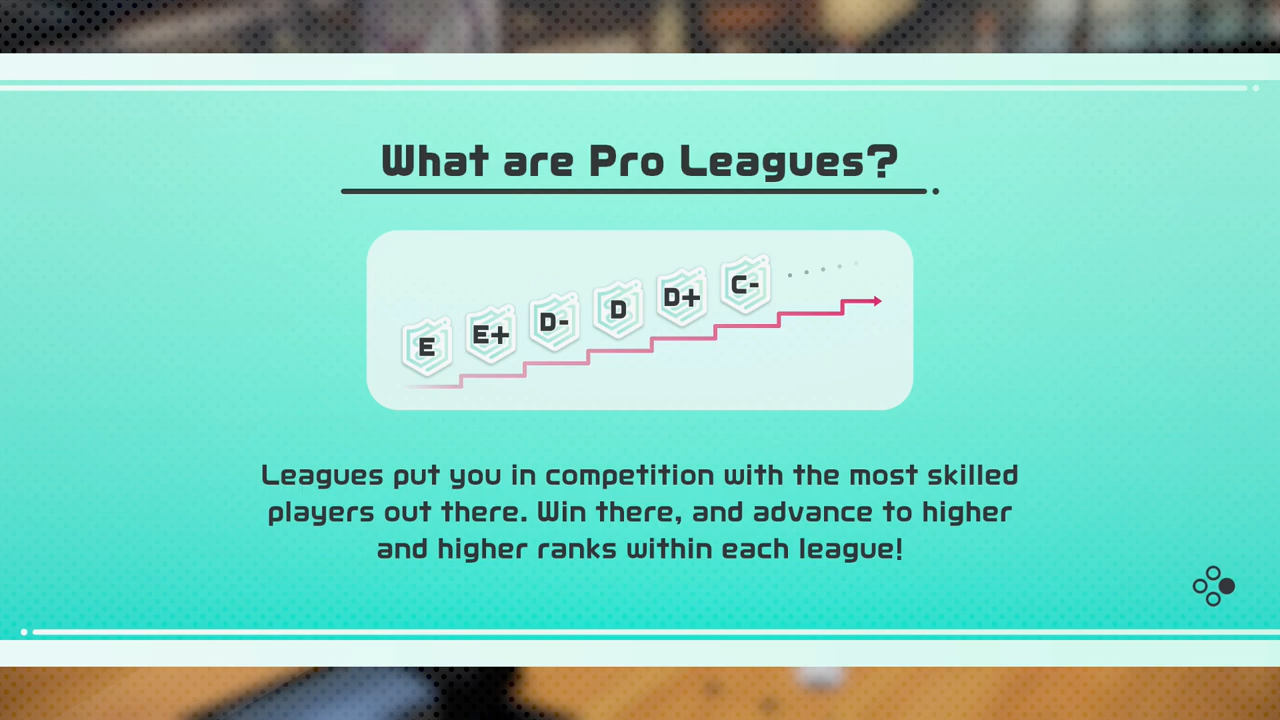 What are Pro Leagues?
E
E+
D-
D
D+
C-
Leagues put you in competition with the most skilled
players out there. Win there, and advance to higher
and higher ranks within each league!